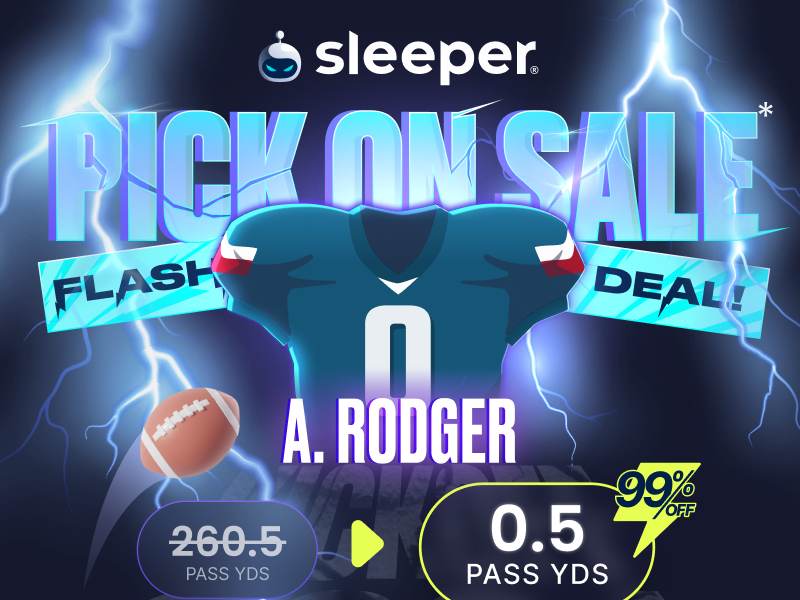 sleeper®
PICK ON SALE*
FLASH DEAL!
0
A. RODGER
99% OFF
260.5
PASS YDS
0.5
PASS YDS